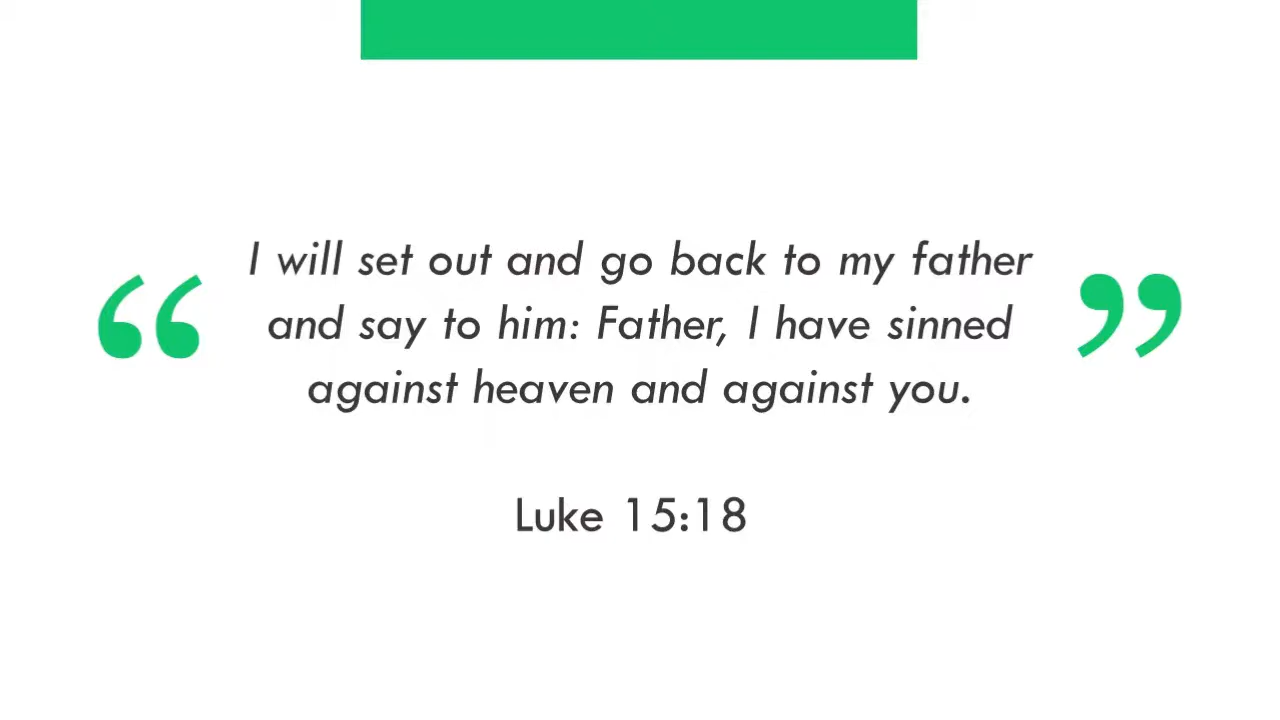 “ I will set out and go back to my father ”
and say to him: Father, I have sinned
against heaven and against you.
Luke 15:18